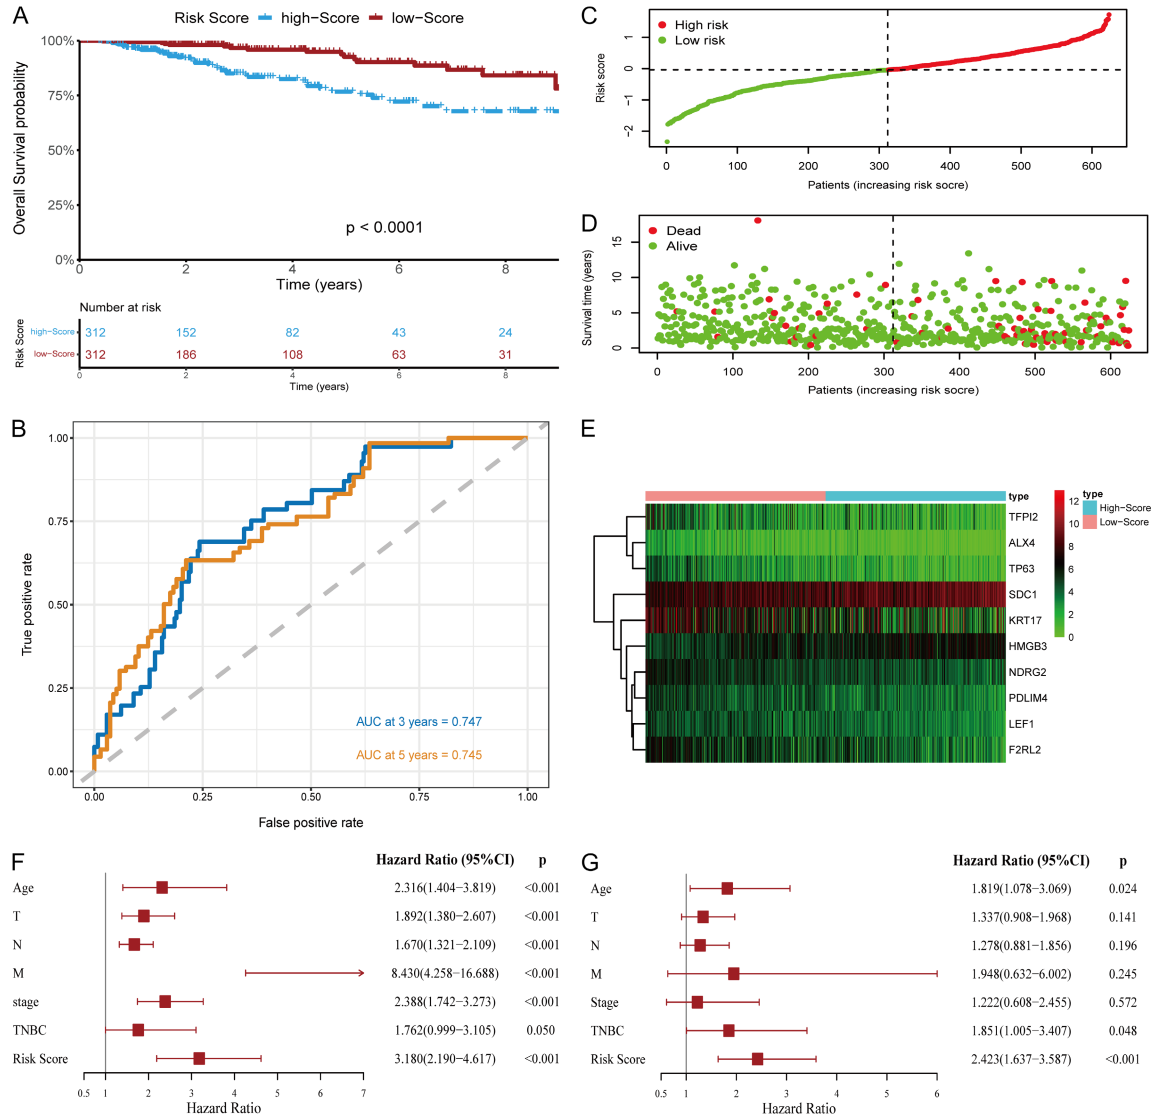 A
Risk Score high−Score low−Score
100%
75%
50%
25%
0%
Overall Survival probability
p < 0.0001
0 2 4 6 8
Time (years)
Number at risk
Risk Score
high−Score 312 152 82 43 24
low−Score 312 186 108 63 31
0 2 4 6 8
Time (years)
B
1.00
0.75
0.50
0.25
0.00
True positive rate
AUC at 3 years = 0.747
AUC at 5 years = 0.745
0.00 0.25 0.50 0.75 1.00
False positive rate
C
High risk
Low risk
Risk score
1
0
−1
−2
0 100 200 300 400 500 600
Patients (increasing risk socre)
D
Dead
Alive
Survival time (years)
15
10
5
0
0 100 200 300 400 500 600
Patients (increasing risk socre)
E
type
TFPI2
ALX4
TP63
SDC1
KRT17
HMGB3
NDRG2
PDLIM4
LEF1
F2RL2
12
10
8
6
4
2
0
type
High−Score
Low−Score
F
Hazard Ratio (95%CI) p
Age 2.316(1.404−3.819) <0.001
T 1.892(1.380−2.607) <0.001
N 1.670(1.321−2.109) <0.001
M 8.430(4.258−16.688) <0.001
stage 2.388(1.742−3.273) <0.001
TNBC 1.762(0.999−3.105) 0.050
Risk Score 3.180(2.190−4.617) <0.001
0.5 1 2 3 4 5 6 7
Hazard Ratio
G
Hazard Ratio (95%CI) p
Age 1.819(1.078−3.069) 0.024
T 1.337(0.908−1.968) 0.141
N 1.278(0.881−1.856) 0.196
M 1.948(0.632−6.002) 0.245
Stage 1.222(0.608−2.455) 0.572
TNBC 1.851(1.005−3.407) 0.048
Risk Score 2.423(1.637−3.587) <0.001
0.5 1 2 3 4 5 6
Hazard Ratio